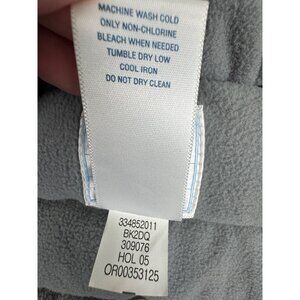 MACHINE WASH COLD
ONLY NON-CHLORINE
BLEACH WHEN NEEDED
TUMBLE DRY LOW
COOL IRON
DO NOT DRY CLEAN
334852011
BK2DQ
309076
HOL 05
OR00353125